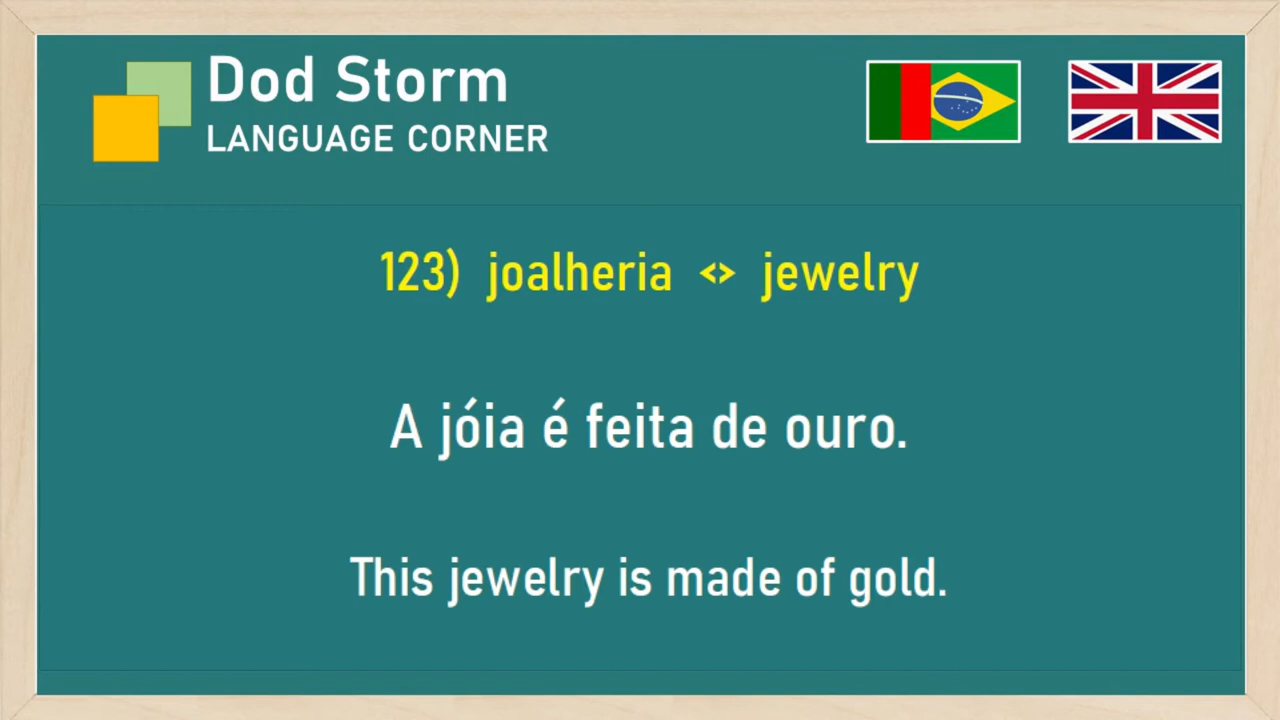 Dod Storm
LANGUAGE CORNER
123) joalheria <> jewelry
A jóia é feita de ouro.
This jewelry is made of gold.